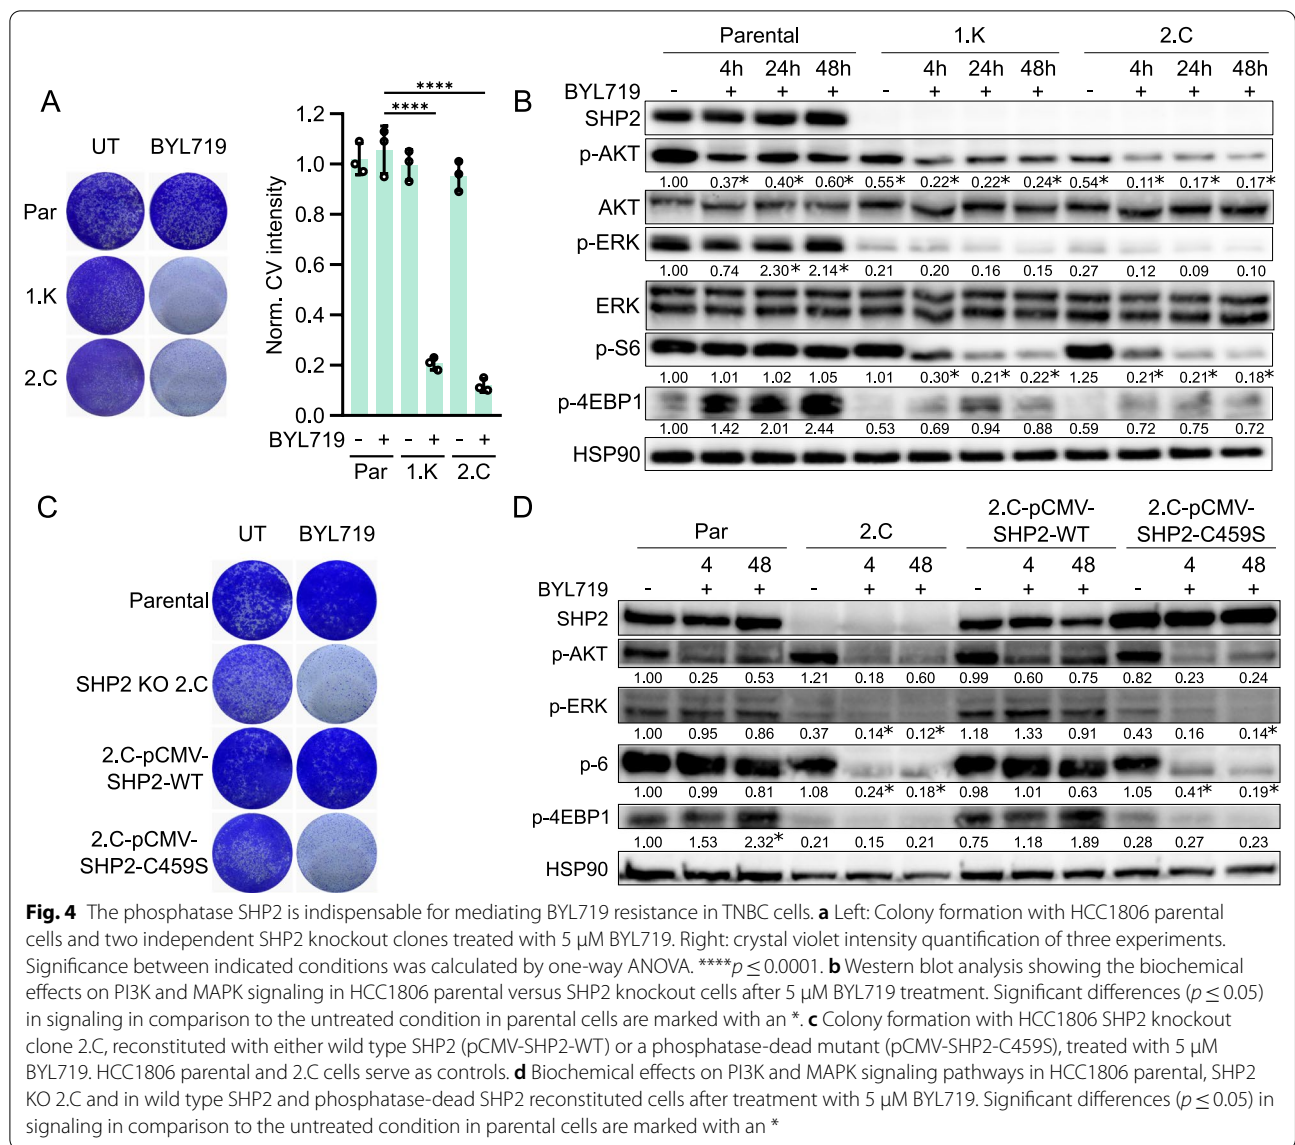 A
UT BYL719
Par
1.K
2.C
Norm. CV intensity
1.2
1.0
0.8
0.6
0.4
0.2
0.0
****
****
BYL719 - + - + - +
Par 1.K 2.C
B
Parental 1.K 2.C
4h 24h 48h 4h 24h 48h 4h 24h 48h
BYL719 - + + + - + + + - + + +
SHP2
p-AKT
1.00 0.37* 0.40* 0.60* 0.55* 0.22* 0.22* 0.24* 0.54* 0.11* 0.17* 0.17*
AKT
p-ERK
1.00 0.74 2.30* 2.14* 0.21 0.20 0.16 0.15 0.27 0.12 0.09 0.10
ERK
p-S6
1.00 1.01 1.02 1.05 1.01 0.30* 0.21* 0.22* 1.25 0.21* 0.21* 0.18*
p-4EBP1
1.00 1.42 2.01 2.44 0.53 0.69 0.94 0.88 0.59 0.72 0.75 0.72
HSP90
C
UT BYL719
Parental
SHP2 KO 2.C
2.C-pCMV-
SHP2-WT
2.C-pCMV-
SHP2-C459S
D
Par 2.C 2.C-pCMV-
SHP2-WT 2.C-pCMV-
SHP2-C459S
4 48 4 48 4 48 4 48
BYL719 - + + - + + - + + - + +
SHP2
p-AKT
1.00 0.25 0.53 1.21 0.18 0.60 0.99 0.60 0.75 0.82 0.23 0.24
p-ERK
1.00 0.95 0.86 0.37 0.14* 0.12* 1.18 1.33 0.91 0.43 0.16 0.14*
p-6
1.00 0.99 0.81 1.08 0.24* 0.18* 0.98 1.01 0.63 1.05 0.41* 0.19*
p-4EBP1
1.00 1.53 2.32* 0.21 0.15 0.21 0.75 1.18 1.89 0.28 0.27 0.23
HSP90
Fig. 4 The phosphatase SHP2 is indispensable for mediating BYL719 resistance in TNBC cells. a Left: Colony formation with HCC1806 parental
cells and two independent SHP2 knockout clones treated with 5 µM BYL719. Right: crystal violet intensity quantification of three experiments.
Significance between indicated conditions was calculated by one-way ANOVA. ****p ≤ 0.0001. b Western blot analysis showing the biochemical
effects on PI3K and MAPK signaling in HCC1806 parental versus SHP2 knockout cells after 5 µM BYL719 treatment. Significant differences (p ≤ 0.05)
in signaling in comparison to the untreated condition in parental cells are marked with an *. c Colony formation with HCC1806 SHP2 knockout
clone 2.C, reconstituted with either wild type SHP2 (pCMV-SHP2-WT) or a phosphatase-dead mutant (pCMV-SHP2-C459S), treated with 5 µM
BYL719. HCC1806 parental and 2.C cells serve as controls. d Biochemical effects on PI3K and MAPK signaling pathways in HCC1806 parental, SHP2
KO 2.C and in wild type SHP2 and phosphatase-dead SHP2 reconstituted cells after treatment with 5 µM BYL719. Significant differences (p ≤ 0.05) in
signaling in comparison to the untreated condition in parental cells are marked with an *